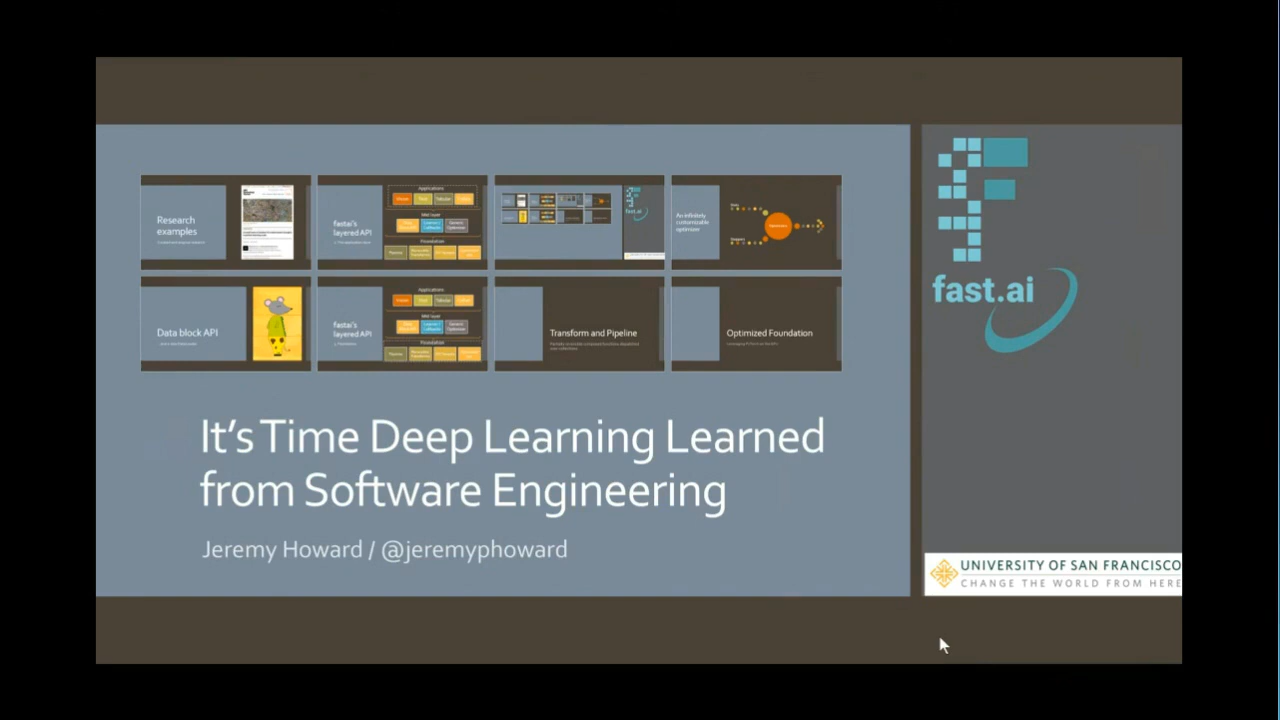 Research
examples
fastai's
layered API
Applications
Mid layer
Foundation
fast.ai
An infinitely
customizable
optimizer
Data block API
fastai's
layered API
Applications
Mid layer
Foundation
Transform and Pipeline
Optimized Foundation
It's Time Deep Learning Learned
from Software Engineering
Jeremy Howard / @jeremyphoward
fast.ai
UNIVERSITY OF SAN FRANCISCO
CHANGE THE WORLD FROM HERE